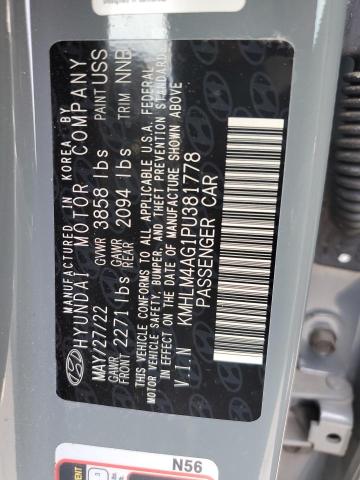 MANUFACTURED IN KOREA BY
HYUNDAI MOTOR COMPANY
MAY/27/22 GVWR 3858 lbs PAINT USS
GAWR FRONT 2271 lbs GAWR REAR 2094 lbs TRIM NNB
THIS VEHICLE CONFORMS TO ALL APPLICABLE U.S.A. FEDERAL
MOTOR VEHICLE SAFETY, BUMPER, AND THEFT PREVENTION STANDARDS
IN EFFECT ON THE DATE OF MANUFACTURE SHOWN ABOVE
V.I.N KMHLM4AG1PU381778
PASSENGER CAR
N56